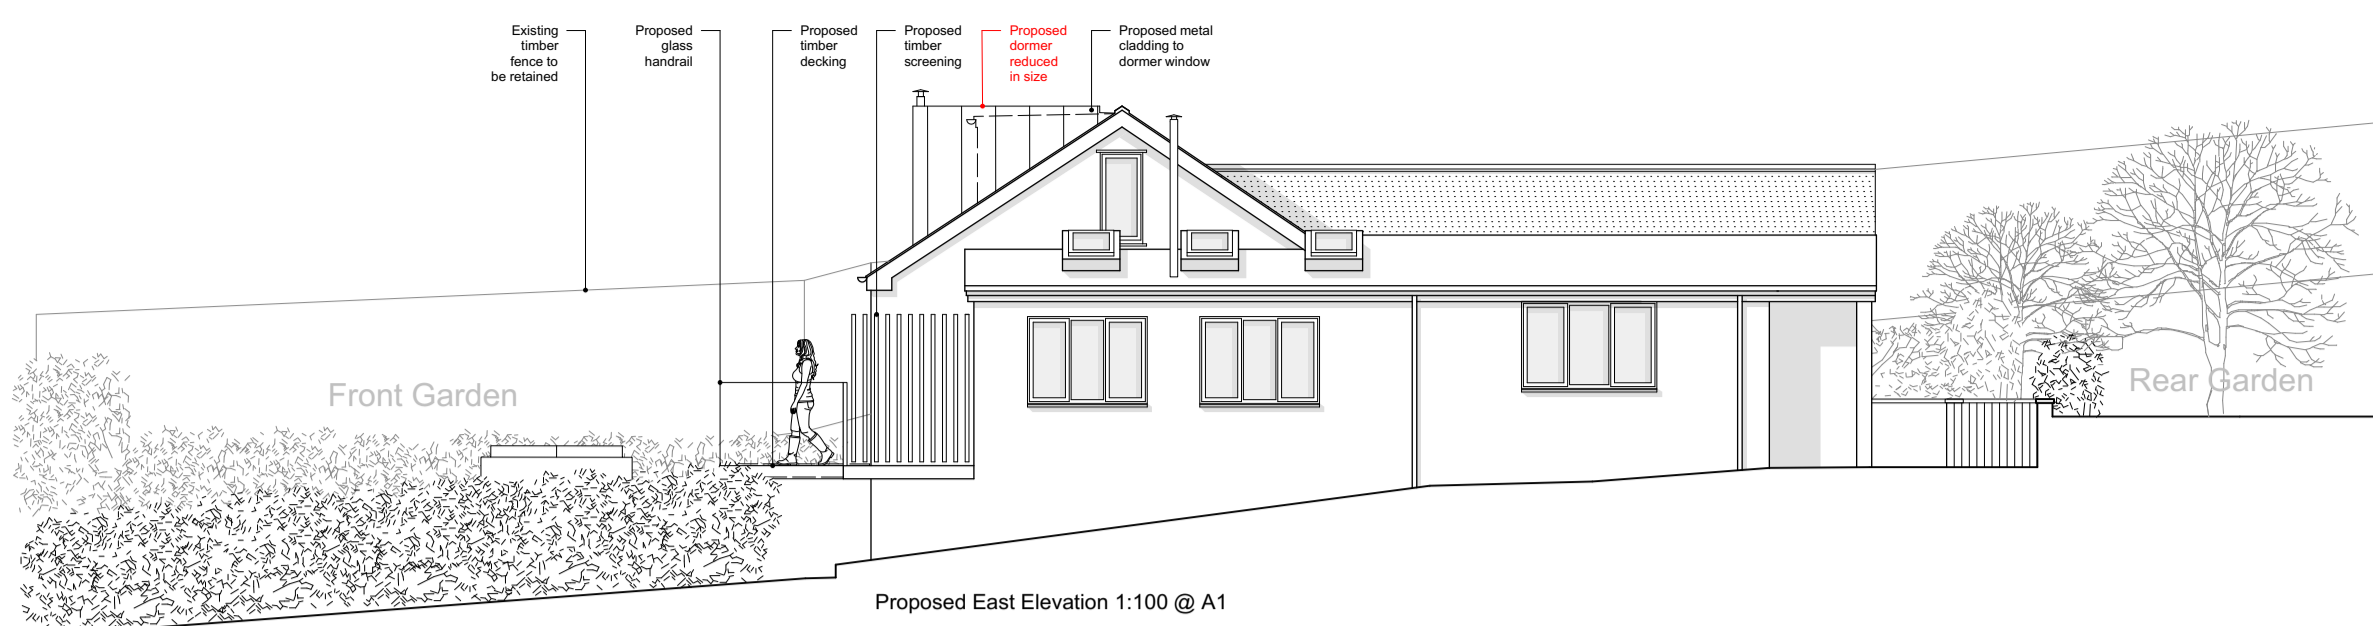 Existing
timber
fence to
be retained
Proposed
glass
handrail
Proposed
timber
decking
Proposed
timber
screening
Proposed
dormer
reduced
in size
Proposed metal
cladding to
dormer window
Front Garden
Rear Garden
Proposed East Elevation 1:100 @ A1